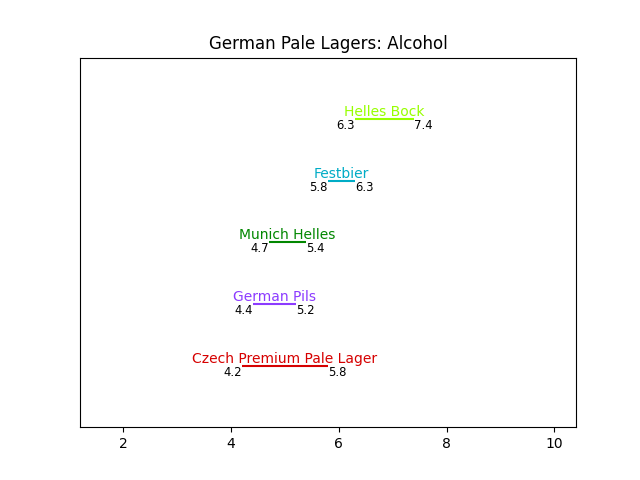 German Pale Lagers: Alcohol
Helles Bock
6.3 7.4
Festbier
5.8 6.3
Munich Helles
4.7 5.4
German Pils
4.4 5.2
Czech Premium Pale Lager
4.2 5.8
2 4 6 8 10